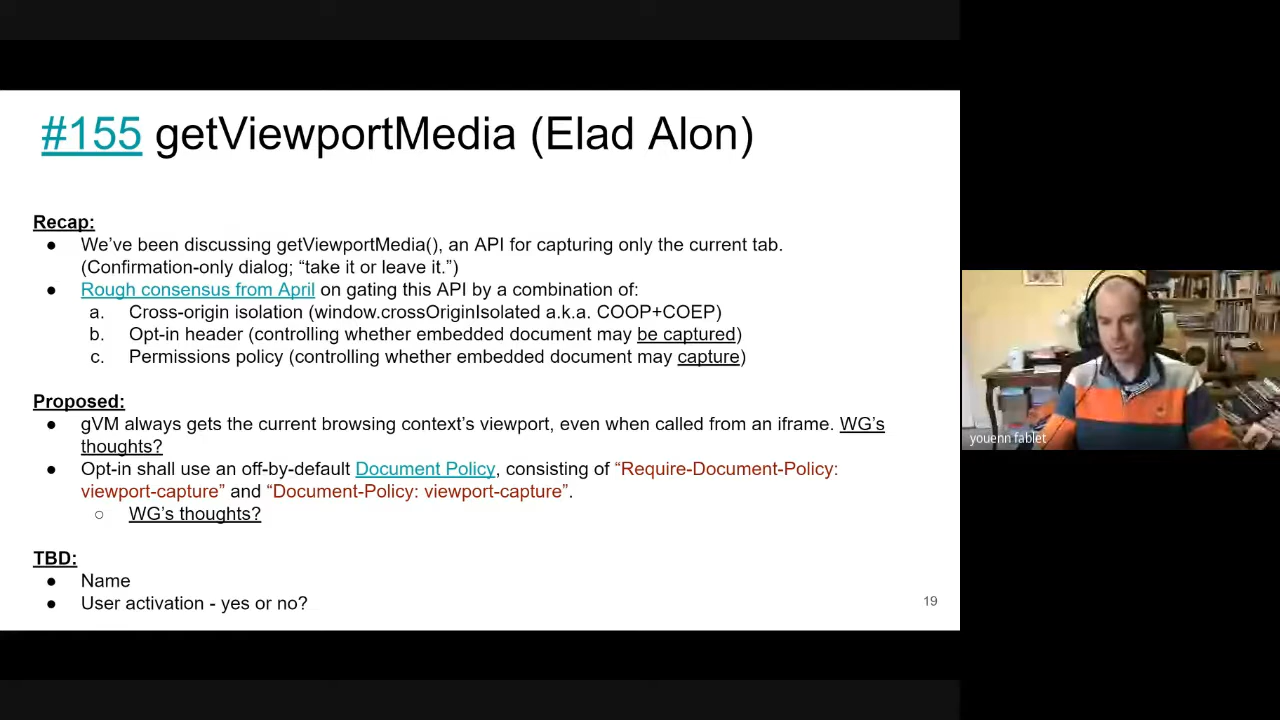 #155 getViewportMedia (Elad Alon)
Recap:
● We’ve been discussing getViewportMedia(), an API for capturing only the current tab.
(Confirmation-only dialog; “take it or leave it.”)
● Rough consensus from April on gating this API by a combination of:
a. Cross-origin isolation (window.crossOriginIsolated a.k.a. COOP+COEP)
b. Opt-in header (controlling whether embedded document may be captured)
c. Permissions policy (controlling whether embedded document may capture)
Proposed:
● gVM always gets the current browsing context’s viewport, even when called from an iframe. WG’s
thoughts?
● Opt-in shall use an off-by-default Document Policy, consisting of “Require-Document-Policy:
viewport-capture” and “Document-Policy: viewport-capture”.
○ WG’s thoughts?
TBD:
● Name
● User activation - yes or no?
19
youenn fablet